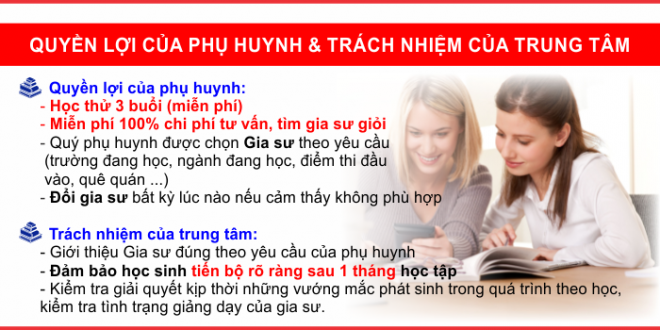 QUYỀN LỢI CỦA PHỤ HUYNH & TRÁCH NHIỆM CỦA TRUNG TÂM
Quyền lợi của phụ huynh:
- Học thử 3 buổi (miễn phí)
- Miễn phí 100% chi phí tư vấn, tìm gia sư giỏi
- Quý phụ huynh được chọn Gia sư theo yêu cầu
(trường đang học, ngành đang học, điểm thi đầu
vào, quê quán ...)
- Đổi gia sư bất kỳ lúc nào nếu cảm thấy không phù hợp
Trách nhiệm của trung tâm:
- Giới thiệu Gia sư đúng theo yêu cầu của phụ huynh
- Đảm bảo học sinh tiến bộ rõ ràng sau 1 tháng học tập
- Kiểm tra giải quyết kịp thời những vướng mắc phát sinh trong quá trình theo học,
kiểm tra tình trạng giảng dạy của gia sư.